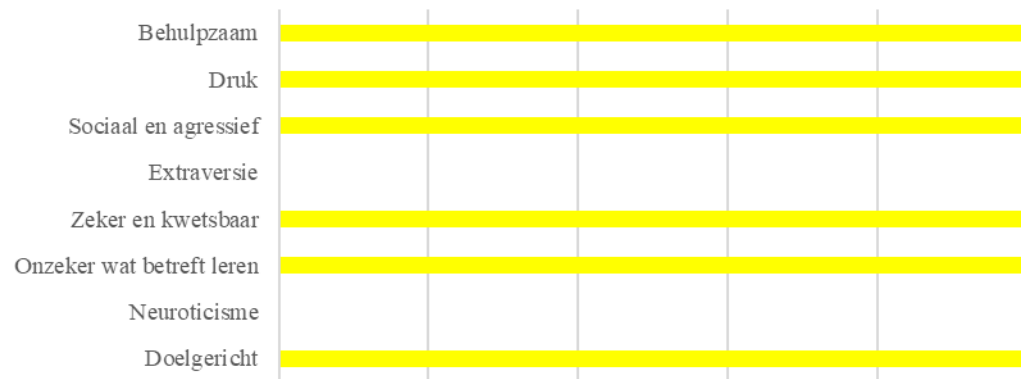 Behulpzaam
Druk
Sociaal en agressief
Extraversie
Zeker en kwetsbaar
Onzeker wat betreft leren
Neuroticisme
Doelgericht